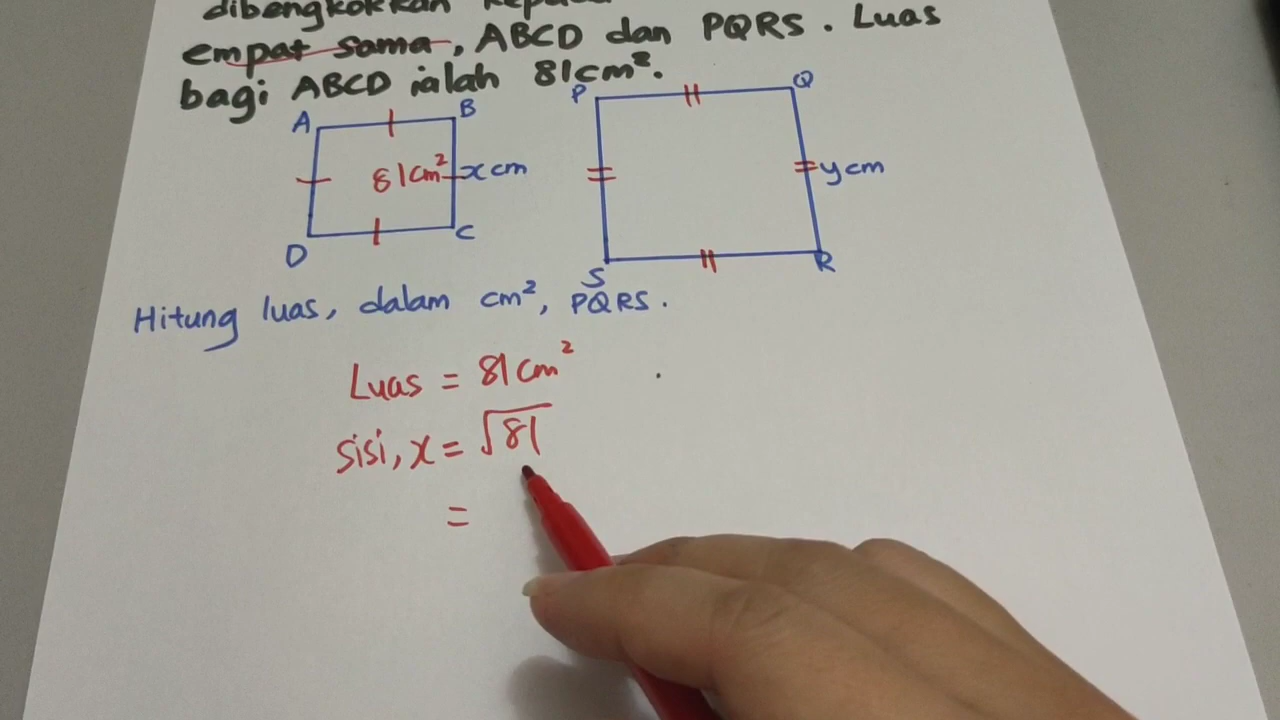 dibengkokkan kepada
empat sama, ABCD dan PQRS. Luas
bagi ABCD ialah 81cm².
A B
81cm² x cm
D C
P Q
y cm
S R
Hitung luas, dalam cm², PQRS.
Luas = 81cm²
sisi, x = √81
=